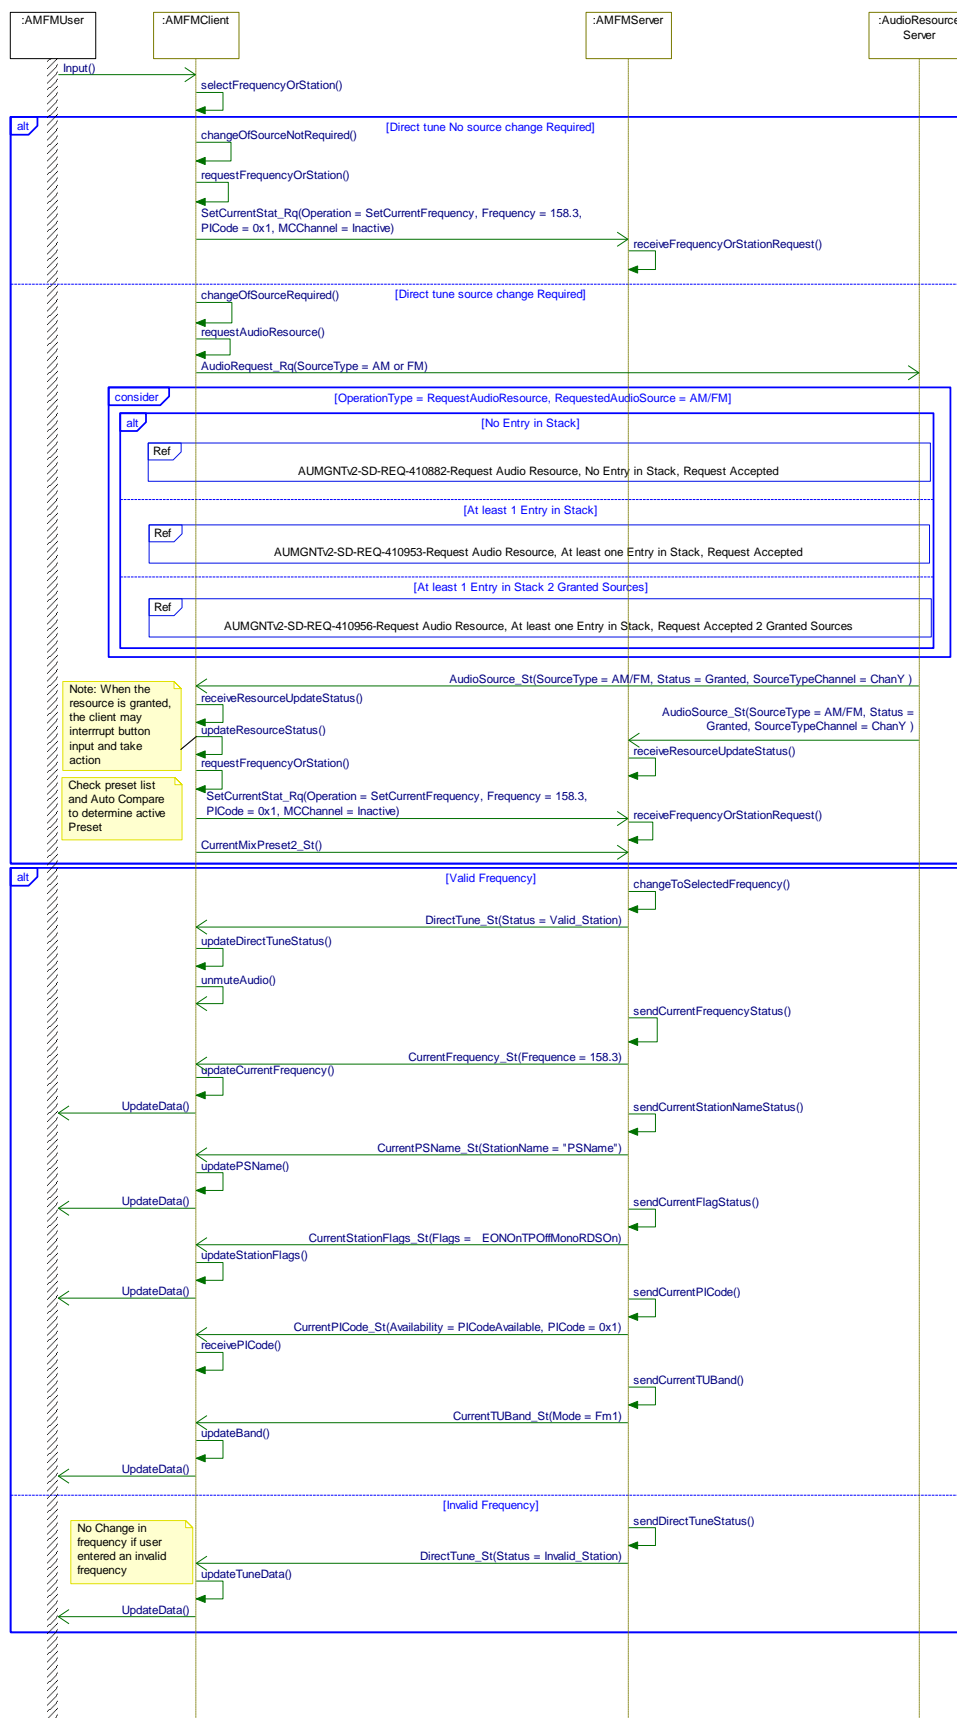 :AMFMUser
:AMFMClient
:AMFMServer
:AudioResource
Server
Input()
selectFrequencyOrStation()
alt
[Direct tune No source change Required]
changeOfSourceNotRequired()
requestFrequencyOrStation()
SetCurrentStat_Rq(Operation = SetCurrentFrequency, Frequency = 158.3,
PICode = 0x1, MCChannel = Inactive)
receiveFrequencyOrStationRequest()
[Direct tune source change Required]
changeOfSourceRequired()
requestAudioResource()
AudioRequest_Rq(SourceType = AM or FM)
consider
[OperationType = RequestAudioResource, RequestedAudioSource = AM/FM]
alt
[No Entry in Stack]
Ref
AUMGNTv2-SD-REQ-410882-Request Audio Resource, No Entry in Stack, Request Accepted
[At least 1 Entry in Stack]
Ref
AUMGNTv2-SD-REQ-410953-Request Audio Resource, At least one Entry in Stack, Request Accepted
[At least 1 Entry in Stack 2 Granted Sources]
Ref
AUMGNTv2-SD-REQ-410956-Request Audio Resource, At least one Entry in Stack, Request Accepted 2 Granted Sources
AudioSource_St(SourceType = AM/FM, Status = Granted, SourceTypeChannel = ChanY )
Note: When the
resource is granted,
the client may
interrrupt button
input and take
action
receiveResourceUpdateStatus()
AudioSource_St(SourceType = AM/FM, Status =
Granted, SourceTypeChannel = ChanY )
updateResourceStatus()
receiveResourceUpdateStatus()
requestFrequencyOrStation()
Check preset list
and Auto Compare
to determine active
Preset
SetCurrentStat_Rq(Operation = SetCurrentFrequency, Frequency = 158.3,
PICode = 0x1, MCChannel = Inactive)
receiveFrequencyOrStationRequest()
CurrentMixPreset2_St()
alt
[Valid Frequency]
changeToSelectedFrequency()
DirectTune_St(Status = Valid_Station)
updateDirectTuneStatus()
unmuteAudio()
sendCurrentFrequencyStatus()
CurrentFrequency_St(Frequence = 158.3)
updateCurrentFrequency()
UpdateData()
sendCurrentStationNameStatus()
CurrentPSName_St(StationName = "PSName")
updatePSName()
UpdateData()
sendCurrentFlagStatus()
CurrentStationFlags_St(Flags = EONOnTPOffMonoRDSOn)
updateStationFlags()
UpdateData()
sendCurrentPICode()
CurrentPICode_St(Availability = PICodeAvailable, PICode = 0x1)
receivePICode()
sendCurrentTUBand()
CurrentTUBand_St(Mode = Fm1)
updateBand()
UpdateData()
[Invalid Frequency]
No Change in
frequency if user
entered an invalid
frequency
sendDirectTuneStatus()
DirectTune_St(Status = Invalid_Station)
updateTuneData()
UpdateData()